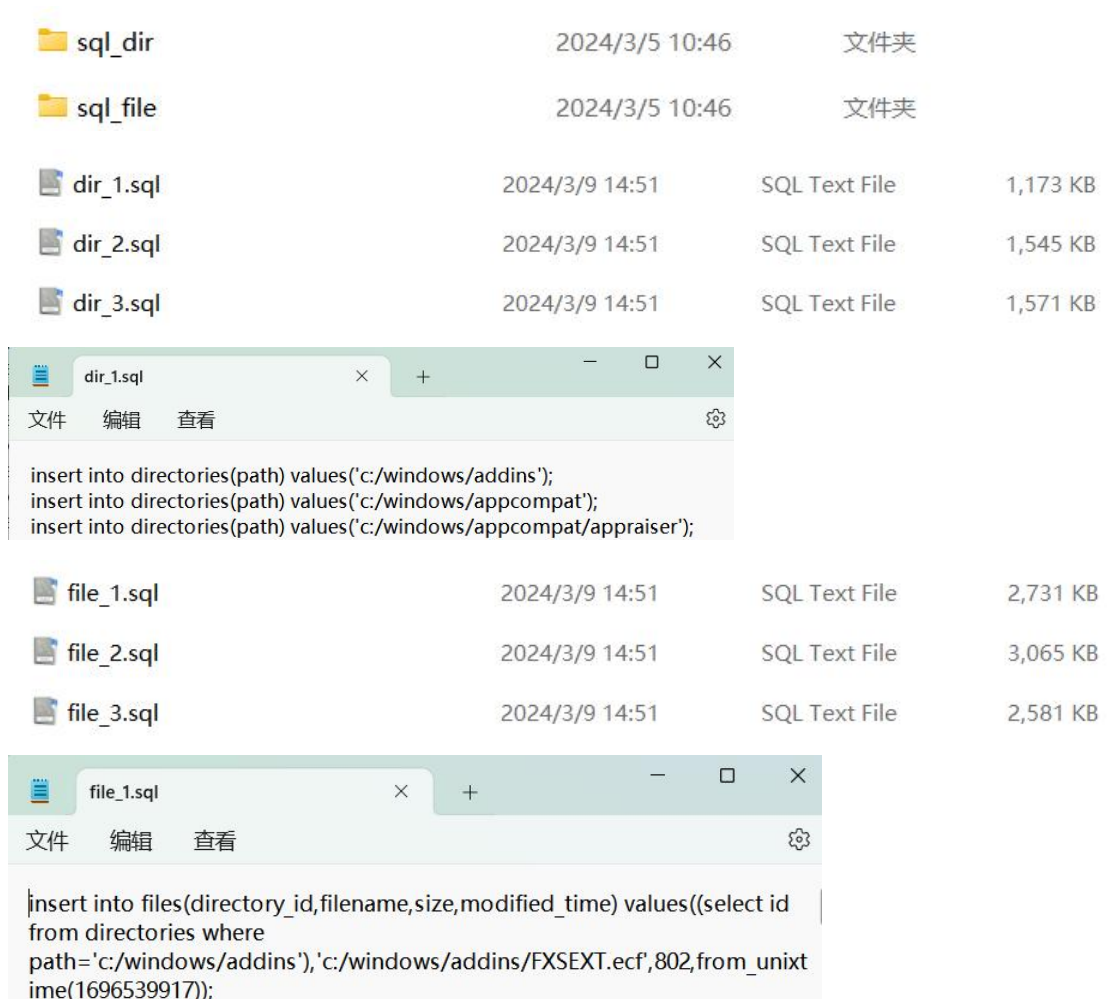 sql_dir 2024/3/5 10:46 文件夹
sql_file 2024/3/5 10:46 文件夹
dir_1.sql 2024/3/9 14:51 SQL Text File 1,173 KB
dir_2.sql 2024/3/9 14:51 SQL Text File 1,545 KB
dir_3.sql 2024/3/9 14:51 SQL Text File 1,571 KB
dir_1.sql
文件 编辑 查看
insert into directories(path) values('c:/windows/addins');
insert into directories(path) values('c:/windows/appcompat');
insert into directories(path) values('c:/windows/appcompat/appraiser');
file_1.sql 2024/3/9 14:51 SQL Text File 2,731 KB
file_2.sql 2024/3/9 14:51 SQL Text File 3,065 KB
file_3.sql 2024/3/9 14:51 SQL Text File 2,581 KB
file_1.sql
文件 编辑 查看
insert into files(directory_id,filename,size,modified_time) values((select id
from directories where
path='c:/windows/addins'),'c:/windows/addins/FXSEXT.ecf',802,from_unixt
ime(1696539917));